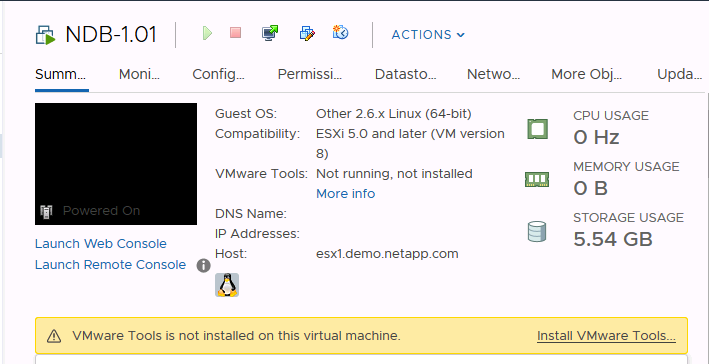 NDB-1.01
ACTIONS
Summ...
Moni...
Config...
Permissi...
Datasto...
Netwo...
More Obj...
Upda...
Powered On
Launch Web Console
Launch Remote Console
Guest OS: Other 2.6.x Linux (64-bit)
Compatibility: ESXi 5.0 and later (VM version
8)
VMware Tools: Not running, not installed
More info
DNS Name:
IP Addresses:
Host: esx1.demo.netapp.com
CPU USAGE
0 Hz
MEMORY USAGE
0 B
STORAGE USAGE
5.54 GB
VMware Tools is not installed on this virtual machine.
Install VMware Tools...